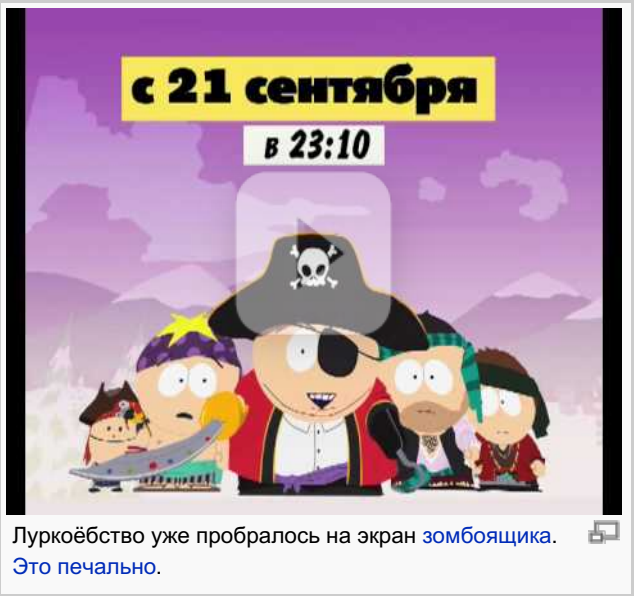 с 21 сентября
в 23:10
Луркоёбство уже пробралось на экран зомбоящика.
Это печально.